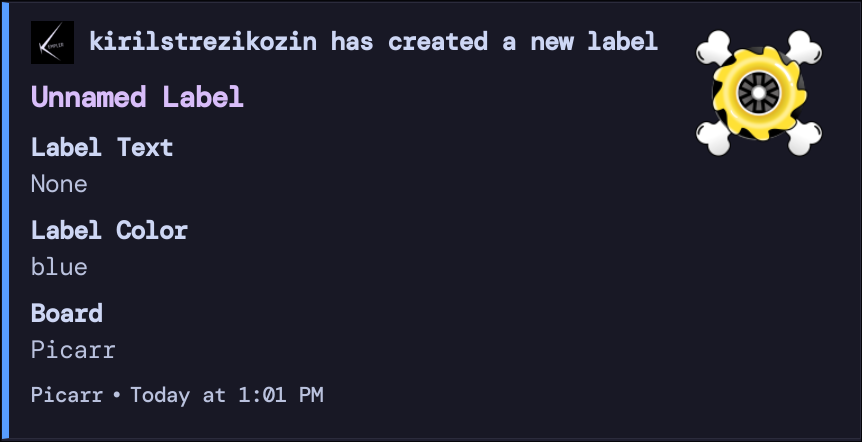 kirilstrezikozin has created a new label
Unnamed Label
Label Text
None
Label Color
blue
Board
Picarr
Picarr • Today at 1:01 PM